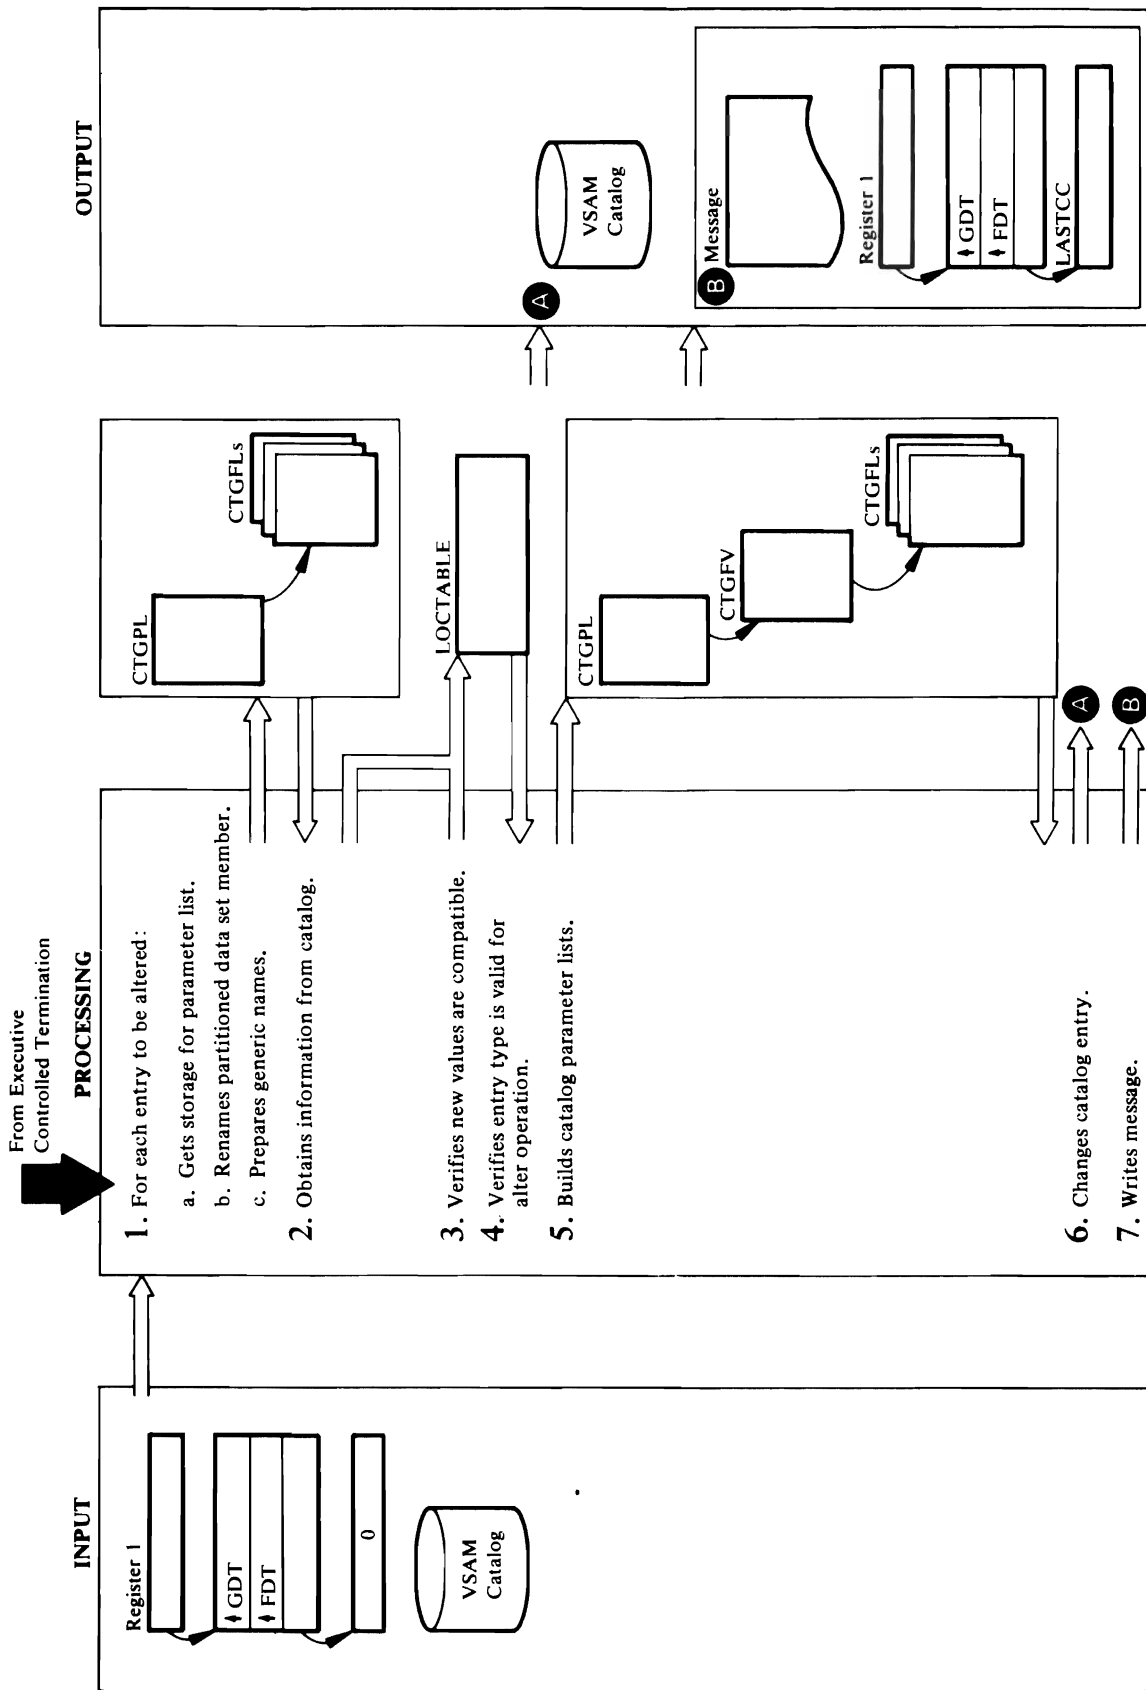 From Executive
Controlled Termination
INPUT
PROCESSING
OUTPUT
Register 1
GDT
FDT
0
VSAM
Catalog
1. For each entry to be altered:
a. Gets storage for parameter list.
b. Renames partitioned data set member.
c. Prepares generic names.
2. Obtains information from catalog.
3. Verifies new values are compatible.
4. Verifies entry type is valid for
alter operation.
5. Builds catalog parameter lists.
6. Changes catalog entry.
7. Writes message.
CTGPL
CTGFLs
LOCTABLE
CTGPL
CTGFV
CTGFLs
A
B
A
VSAM
Catalog
B
Message
Register 1
GDT
FDT
LASTCC